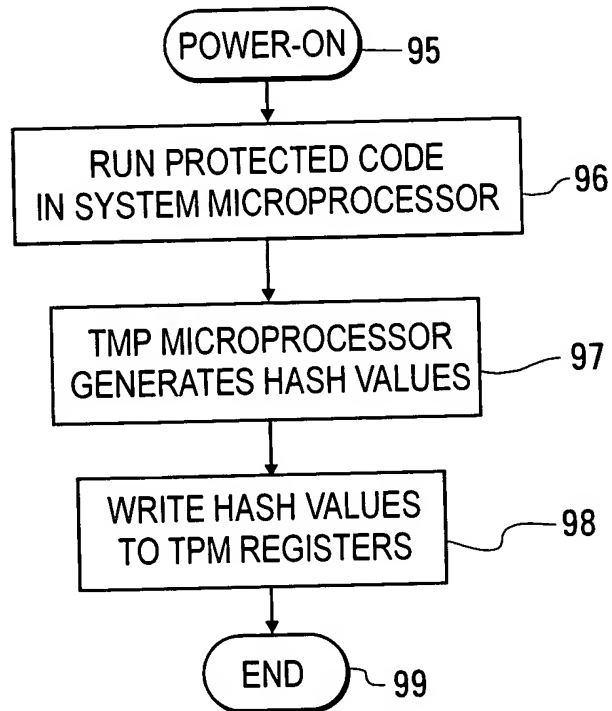 POWER-ON
95
RUN PROTECTED CODE
IN SYSTEM MICROPROCESSOR
96
TMP MICROPROCESSOR
GENERATES HASH VALUES
97
WRITE HASH VALUES
TO TPM REGISTERS
98
END
99